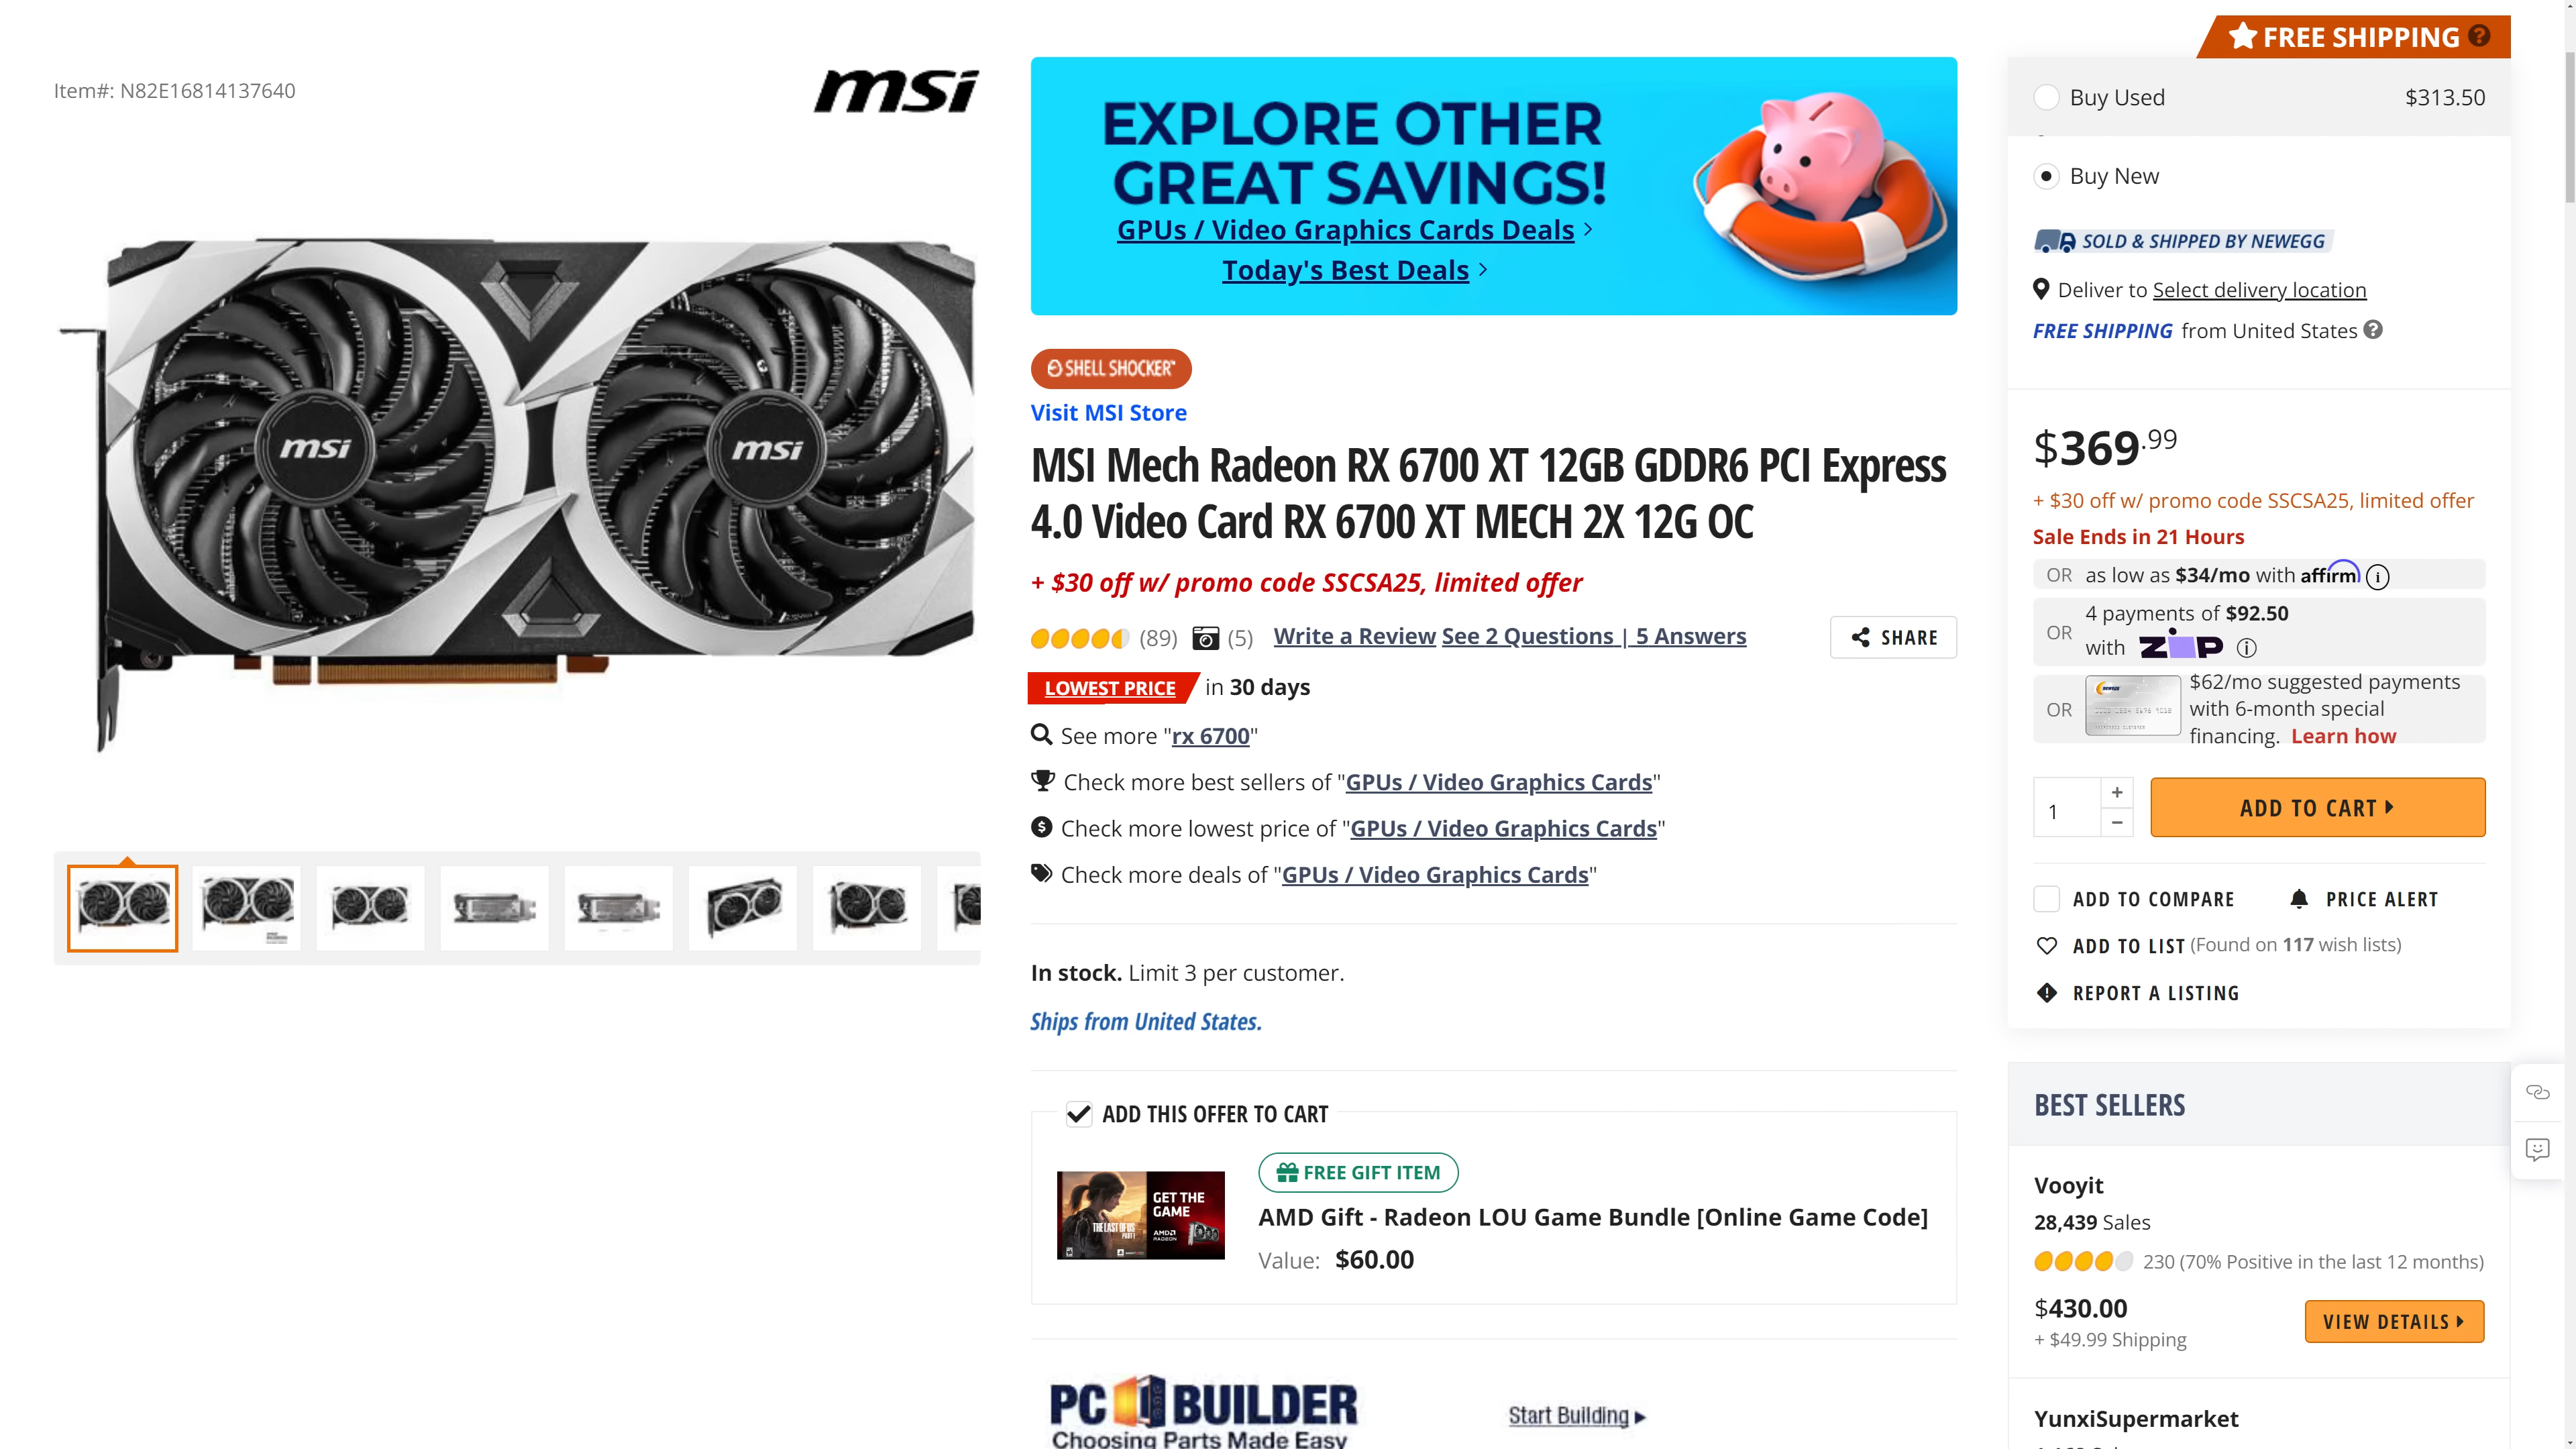 FREE SHIPPING ?
Item#: N82E16814137640
msi
msi
msi
EXPLORE OTHER
GREAT SAVINGS!
GPUs / Video Graphics Cards Deals
Today's Best Deals
SHELL SHOCKER™
Visit MSI Store
MSI Mech Radeon RX 6700 XT 12GB GDDR6 PCI Express
4.0 Video Card RX 6700 XT MECH 2X 12G OC
+ $30 off w/ promo code SSCSA25, limited offer
(89) (5) Write a Review See 2 Questions | 5 Answers
SHARE
LOWEST PRICE in 30 days
See more "rx 6700"
Check more best sellers of "GPUs / Video Graphics Cards"
Check more lowest price of "GPUs / Video Graphics Cards"
Check more deals of "GPUs / Video Graphics Cards"
In stock. Limit 3 per customer.
Ships from United States.
ADD THIS OFFER TO CART
THE LAST OF US
PART I
GET THE
GAME
AMD
RADEON
FREE GIFT ITEM
AMD Gift - Radeon LOU Game Bundle [Online Game Code]
Value: $60.00
PC BUILDER
Choosing Parts Made Easy
Start Building
Buy Used $313.50
Buy New
SOLD & SHIPPED BY NEWEGG
Deliver to Select delivery location
FREE SHIPPING from United States ?
$369.99
+ $30 off w/ promo code SSCSA25, limited offer
Sale Ends in 21 Hours
OR as low as $34/mo with affirm i
OR 4 payments of $92.50
with ZIP i
OR $62/mo suggested payments
with 6-month special
financing. Learn how
1 + −
ADD TO CART
ADD TO COMPARE
PRICE ALERT
ADD TO LIST (Found on 117 wish lists)
REPORT A LISTING
BEST SELLERS
Vooyit
28,439 Sales
230 (70% Positive in the last 12 months)
$430.00
+ $49.99 Shipping
VIEW DETAILS
YunxiSupermarket